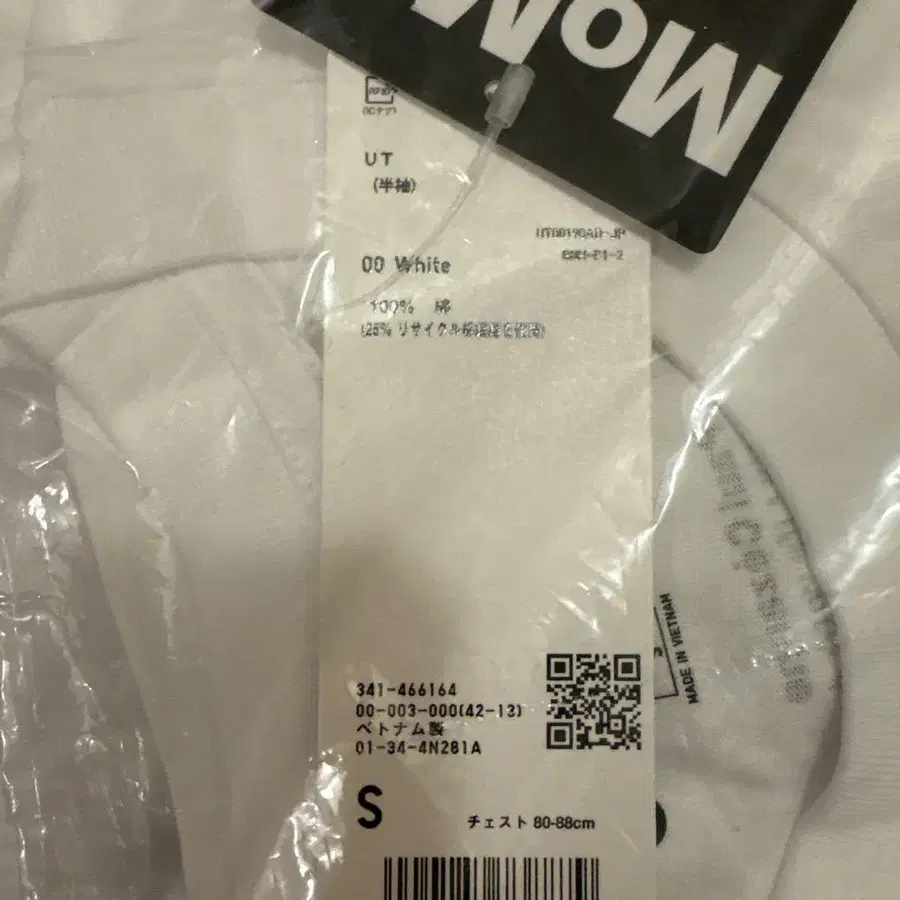 MoM
UT
(半袖)
00 White
100% 綿
341-466164
00-003-000(42-13)
ベトナム製
01-34-4N281A
S
チェスト 80-88cm
MADE IN VIETNAM